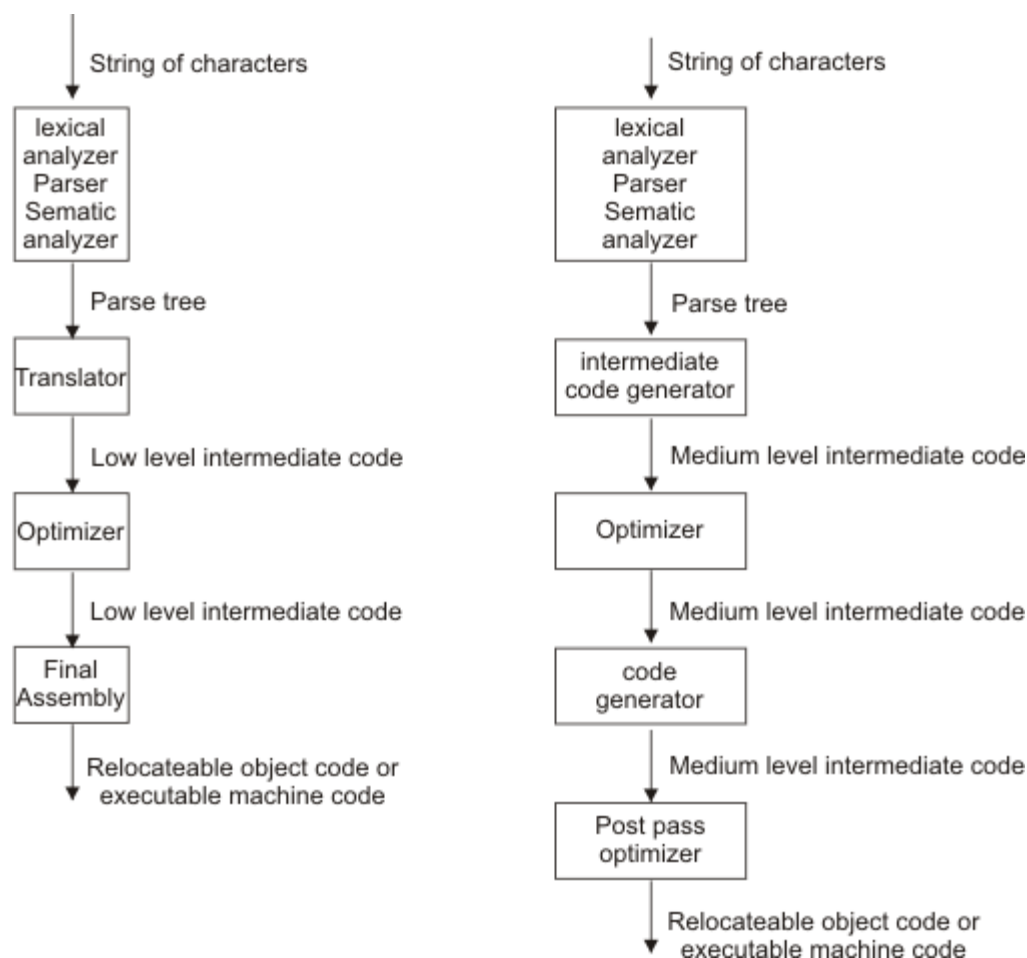 String of characters
lexical
analyzer
Parser
Sematic
analyzer
Parse tree
Translator
Low level intermediate code
Optimizer
Low level intermediate code
Final
Assembly
Relocateable object code or
executable machine code
String of characters
lexical
analyzer
Parser
Sematic
analyzer
Parse tree
intermediate
code generator
Medium level intermediate code
Optimizer
Medium level intermediate code
code
generator
Medium level intermediate code
Post pass
optimizer
Relocateable object code or
executable machine code